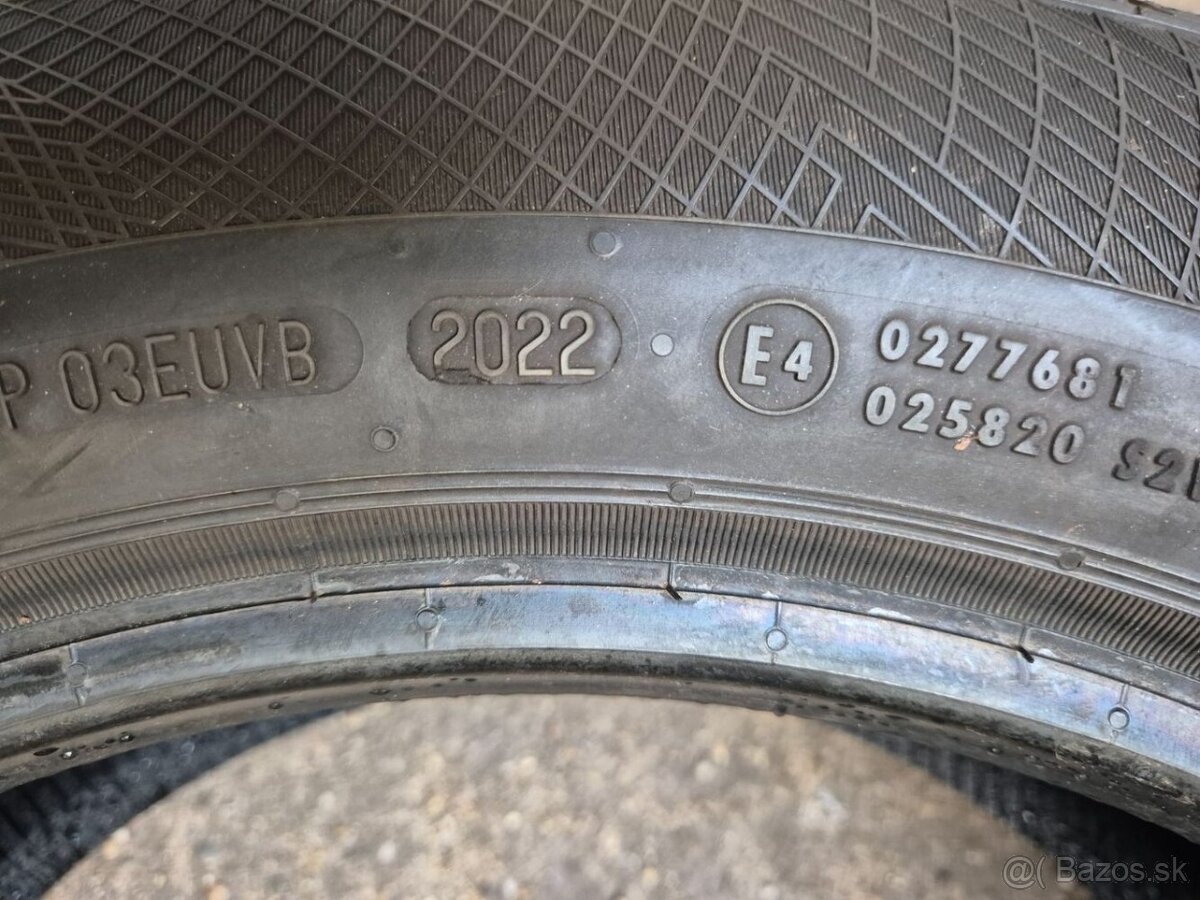 P 03EUVB 2022 E4 0277681
025820 S2
@( ) Bazos.sk